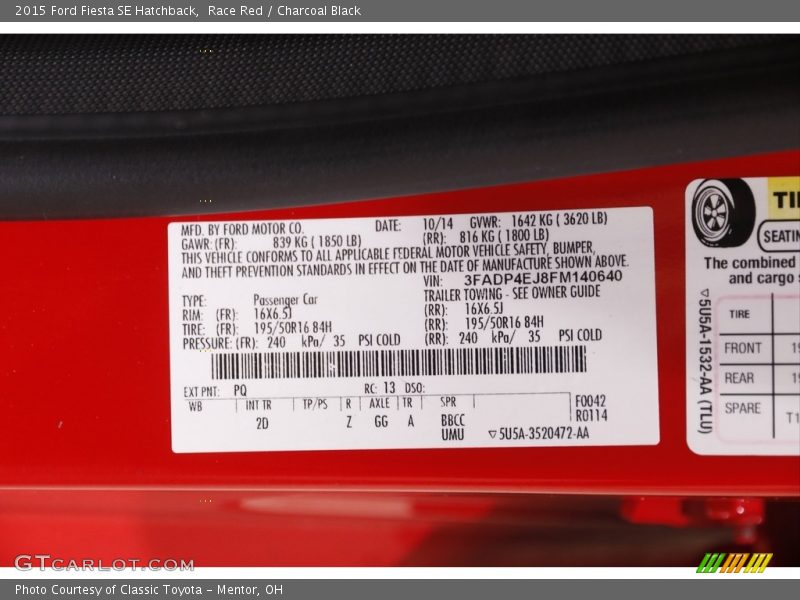 2015 Ford Fiesta SE Hatchback,  Race Red / Charcoal Black
MFD. BY FORD MOTOR CO. DATE: 10/14 GVWR: 1642 KG ( 3620 LB)
GAWR: (FR): 839 KG ( 1850 LB) (RR): 816 KG ( 1800 LB)
THIS VEHICLE CONFORMS TO ALL APPLICABLE FEDERAL MOTOR VEHICLE SAFETY, BUMPER,
AND THEFT PREVENTION STANDARDS IN EFFECT ON THE DATE OF MANUFACTURE SHOWN ABOVE.
VIN: 3FADP4EJ8FM140640
TYPE: Passenger Car TRAILER TOWING - SEE OWNER GUIDE
RIM: (FR): 16X6.5J (RR): 16X6.5J
TIRE: (FR): 195/50R16 84H (RR): 195/50R16 84H
PRESSURE: (FR): 240 kPa/ 35 PSI COLD (RR): 240 kPa/ 35 PSI COLD
EXT PNT: PQ RC: 13 DSO:
WB INT TR TP/PS R AXLE TR SPR F0042
2D Z GG A BBCC R0114
UMU ▽5U5A-3520472-AA
TI
SEATIN
The combined
and cargo
▽5U5A-1532-AA (TLU)
TIRE
FRONT 19
REAR 19
SPARE T1
GTCARLOT.COM
Photo Courtesy of Classic Toyota - Mentor, OH